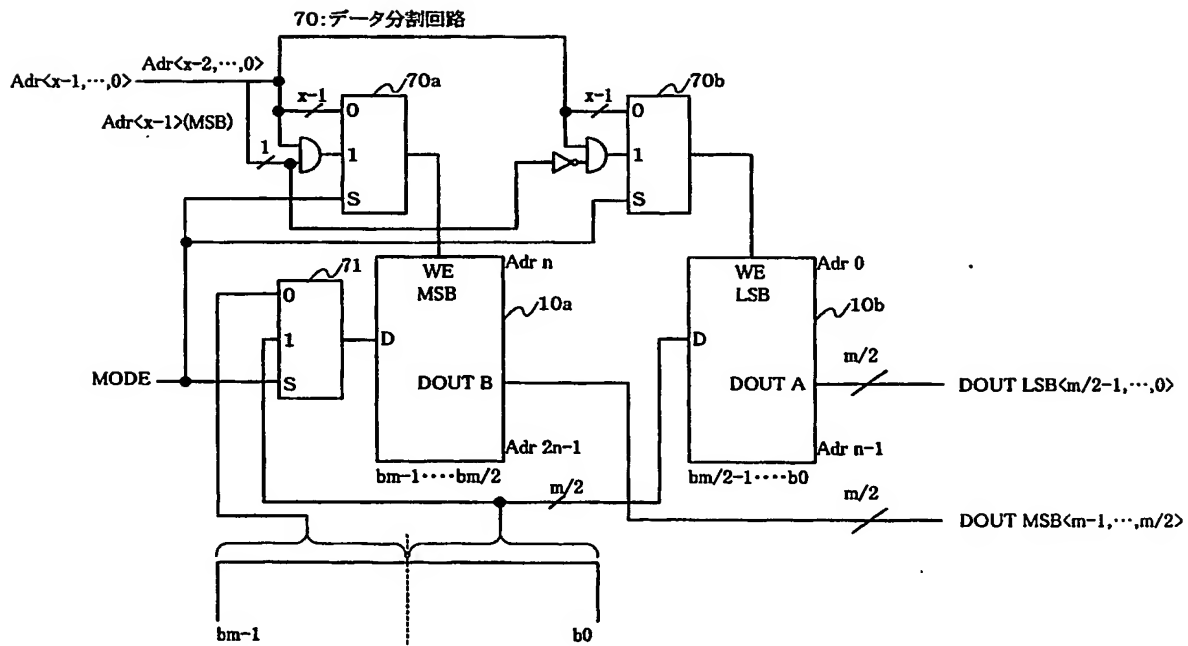 70:データ分割回路
Adr<x-1,…,0>
Adr<x-2,…,0>
Adr<x-1>(MSB)
1
x-1
70a
0
1
S
x-1
70b
0
1
S
71
0
1
S
MODE
WE
MSB
Adr n
10a
D
DOUT B
Adr 2n-1
bm-1‥‥bm/2
WE
LSB
Adr 0
10b
D
DOUT A
Adr n-1
bm/2-1‥‥b0
m/2
DOUT LSB<m/2-1,…,0>
m/2
m/2
DOUT MSB<m-1,…,m/2>
bm-1
b0